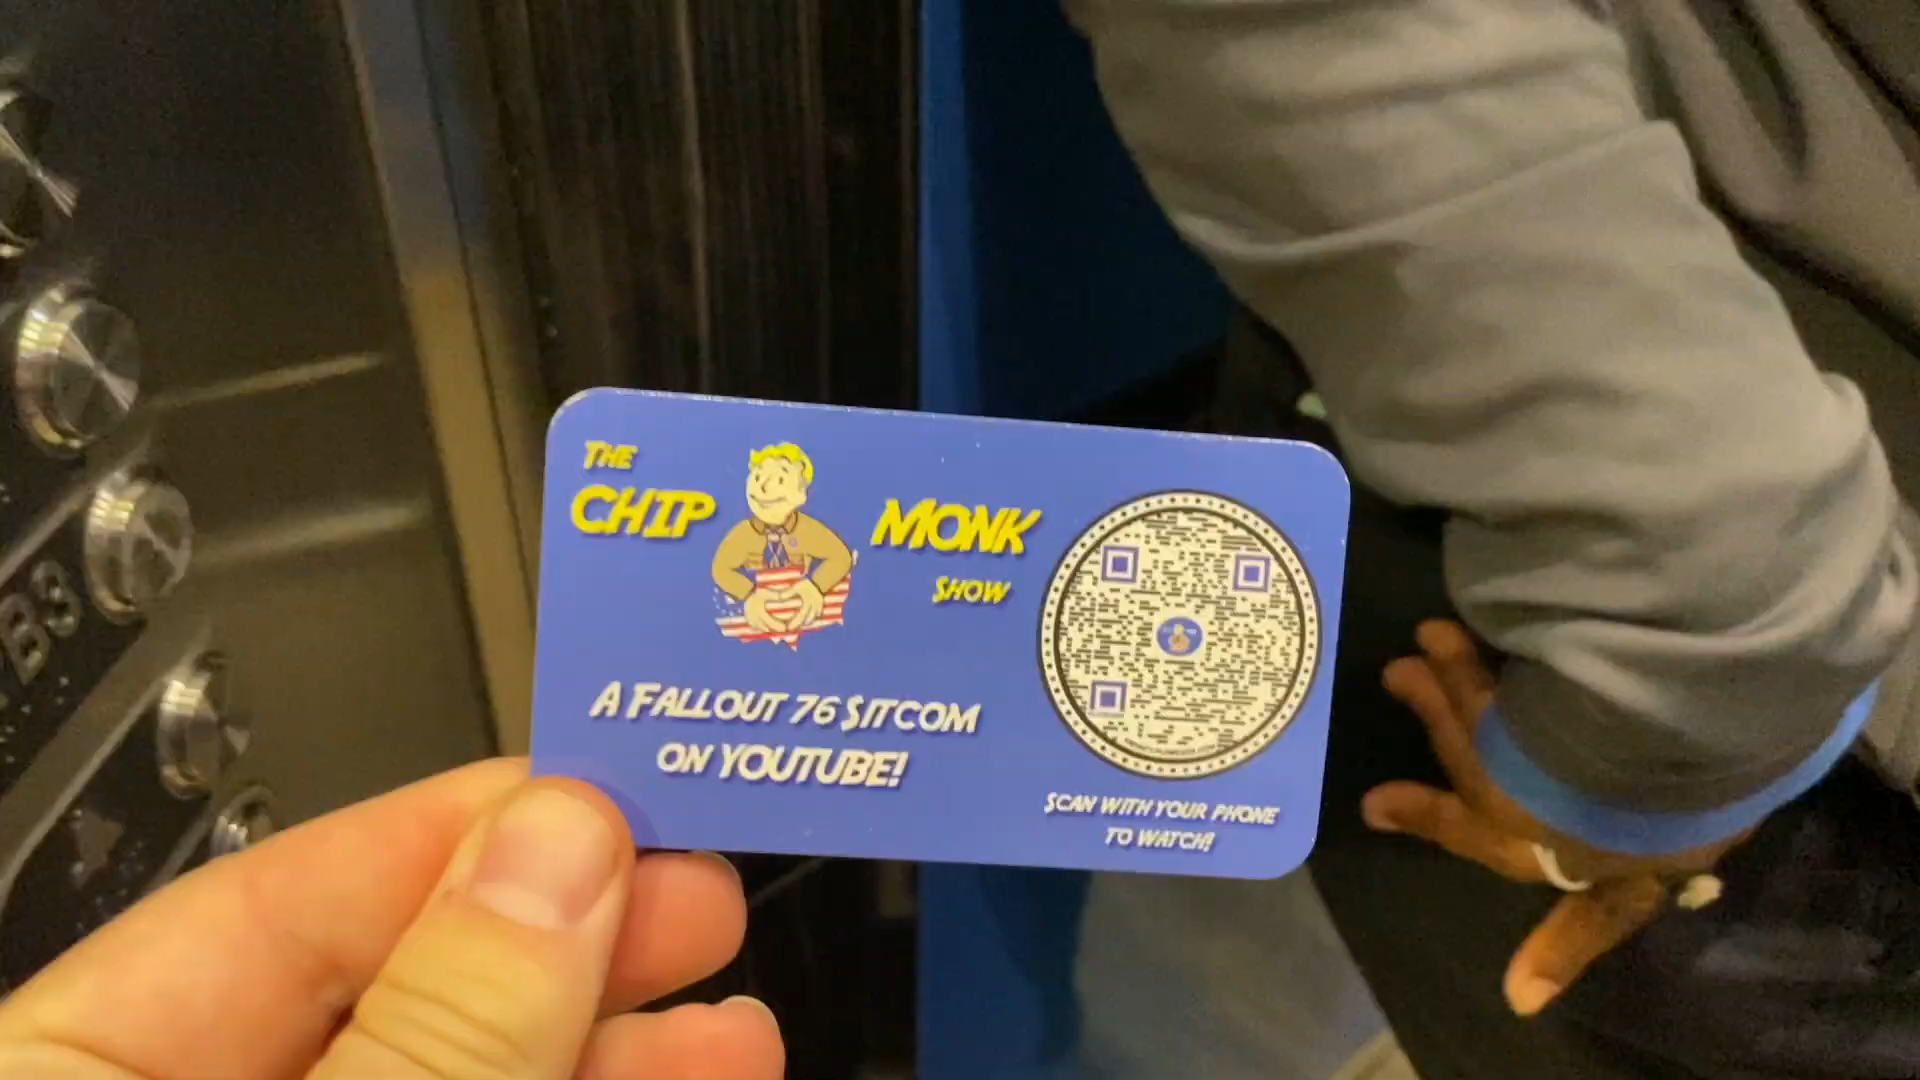 THE
CHIP
MONK
SHOW
A FALLOUT 76 SITCOM
ON YOUTUBE!
SCAN WITH YOUR PHONE
TO WATCH!
B3